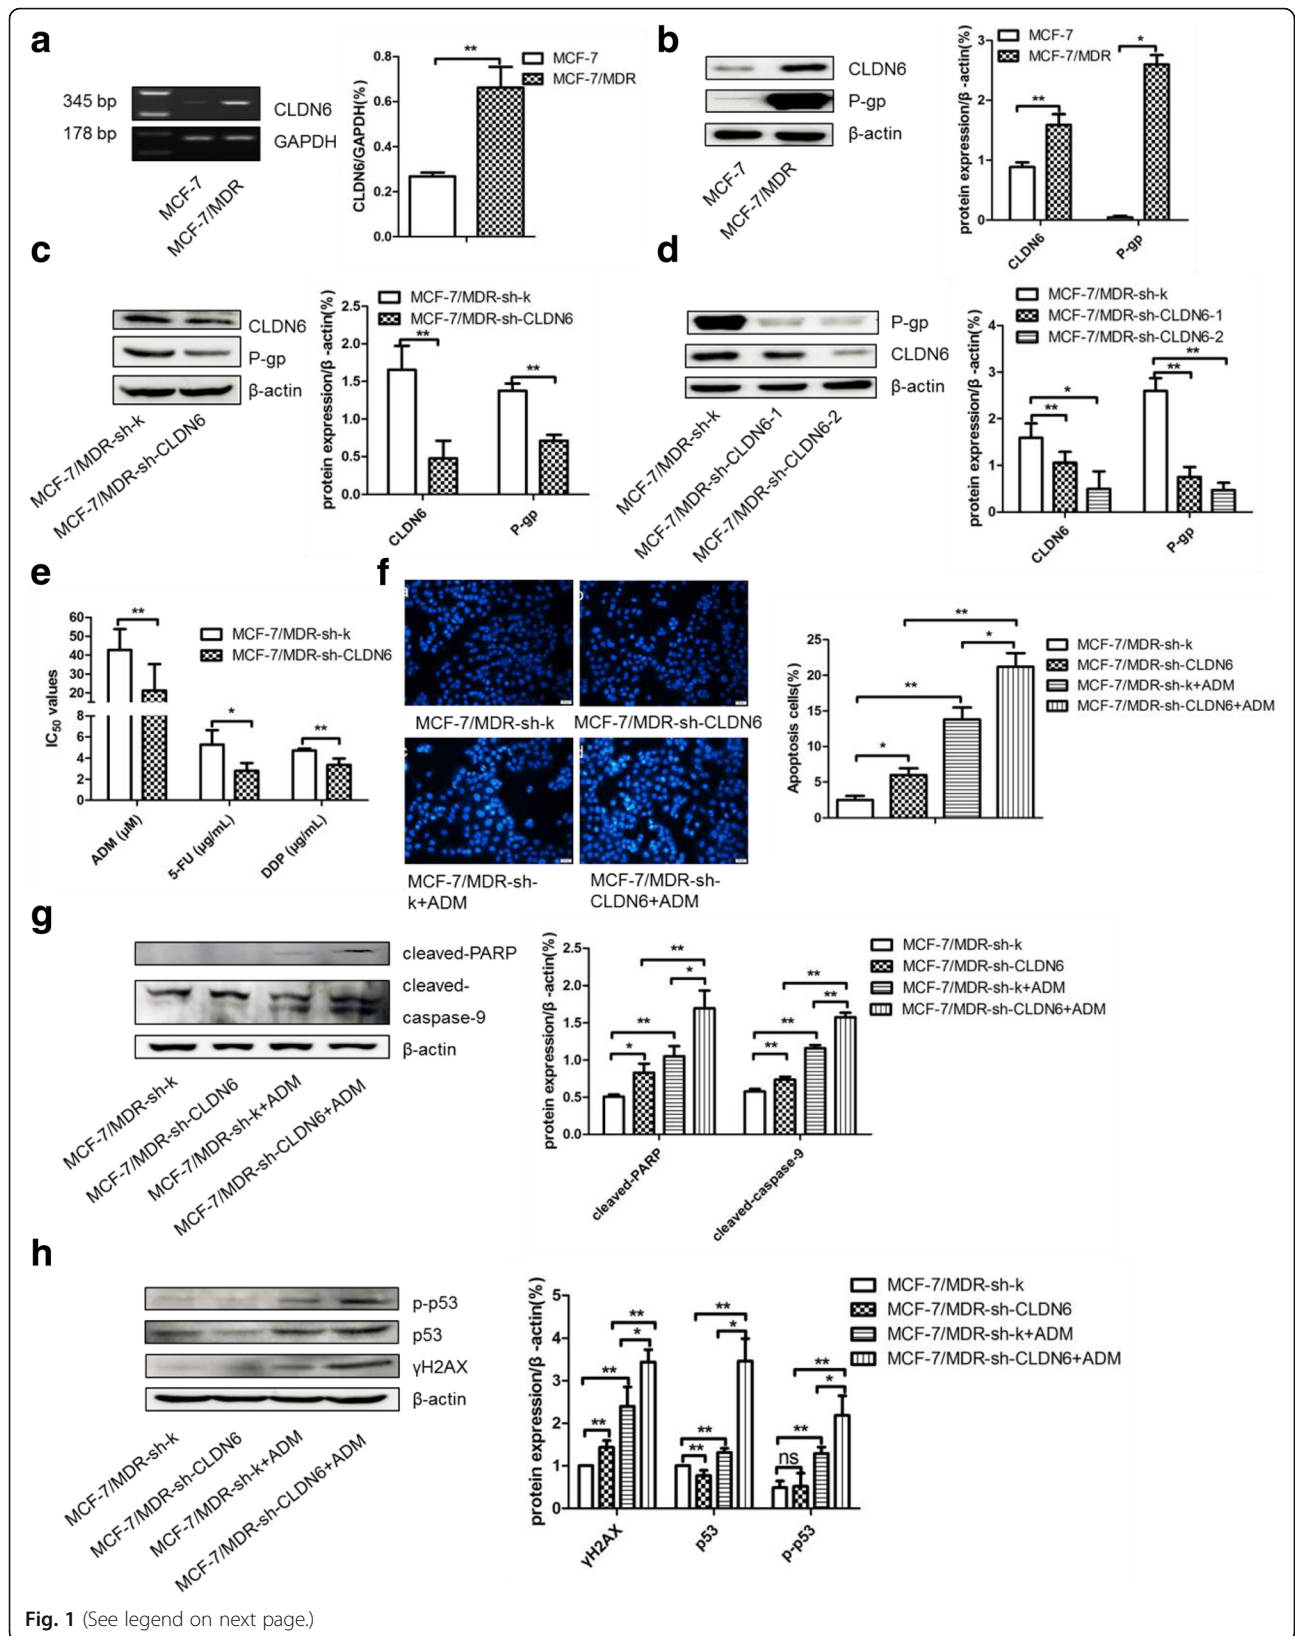 a
345 bp
178 bp
CLDN6
GAPDH
MCF-7
MCF-7/MDR
CLDN6/GAPDH(%)
0.8
0.6
0.4
0.2
0.0
**
MCF-7
MCF-7/MDR
b
CLDN6
P-gp
β-actin
MCF-7
MCF-7/MDR
protein expression/β-actin(%)
3
2
1
0
MCF-7
MCF-7/MDR
**
*
CLDN6
P-gp
c
CLDN6
P-gp
β-actin
MCF-7/MDR-sh-k
MCF-7/MDR-sh-CLDN6
protein expression/β -actin(%)
2.5
2.0
1.5
1.0
0.5
0.0
MCF-7/MDR-sh-k
MCF-7/MDR-sh-CLDN6
**
**
CLDN6
P-gp
d
P-gp
CLDN6
β-actin
MCF-7/MDR-sh-k
MCF-7/MDR-sh-CLDN6-1
MCF-7/MDR-sh-CLDN6-2
protein expression/β -actin(%)
4
3
2
1
0
MCF-7/MDR-sh-k
MCF-7/MDR-sh-CLDN6-1
MCF-7/MDR-sh-CLDN6-2
*
**
**
**
CLDN6
P-gp
e
IC50 values
60
50
40
30
20
8
6
4
2
0
**
*
**
MCF-7/MDR-sh-k
MCF-7/MDR-sh-CLDN6
ADM (μM)
5-FU (μg/mL)
DDP (μg/mL)
f
a
b
MCF-7/MDR-sh-k
MCF-7/MDR-sh-CLDN6
c
d
MCF-7/MDR-sh-
k+ADM
MCF-7/MDR-sh-
CLDN6+ADM
Apoptosis cells(%)
25
20
15
10
5
0
**
*
**
*
MCF-7/MDR-sh-k
MCF-7/MDR-sh-CLDN6
MCF-7/MDR-sh-k+ADM
MCF-7/MDR-sh-CLDN6+ADM
g
cleaved-PARP
cleaved-
caspase-9
β-actin
MCF-7/MDR-sh-k
MCF-7/MDR-sh-CLDN6
MCF-7/MDR-sh-k+ADM
MCF-7/MDR-sh-CLDN6+ADM
protein expression/β -actin(%)
2.5
2.0
1.5
1.0
0.5
0.0
**
*
**
*
**
**
**
**
MCF-7/MDR-sh-k
MCF-7/MDR-sh-CLDN6
MCF-7/MDR-sh-k+ADM
MCF-7/MDR-sh-CLDN6+ADM
cleaved-PARP
cleaved-caspase-9
h
p-p53
p53
γH2AX
β-actin
MCF-7/MDR-sh-k
MCF-7/MDR-sh-CLDN6
MCF-7/MDR-sh-k+ADM
MCF-7/MDR-sh-CLDN6+ADM
protein expression/β -actin(%)
5
4
3
2
1
0
**
*
**
**
**
*
**
**
**
*
**
ns
MCF-7/MDR-sh-k
MCF-7/MDR-sh-CLDN6
MCF-7/MDR-sh-k+ADM
MCF-7/MDR-sh-CLDN6+ADM
γH2AX
p53
p-p53
Fig. 1 (See legend on next page.)